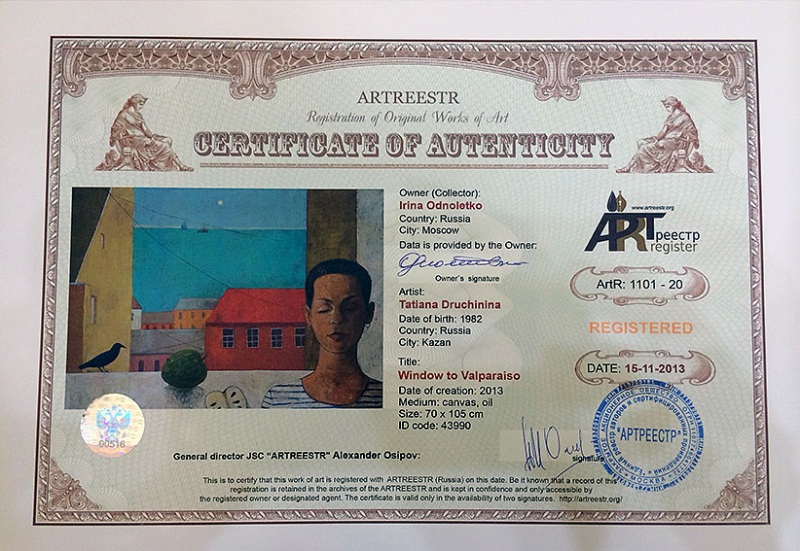 ARTREESTR
Registration of Original Works of Art
CERTIFICATE OF AUTENTICITY
Owner (Collector):
Irina Odnoletko
Country: Russia
City: Moscow
Data is provided by the Owner:
Owner`s signature
Artist:
Tatiana Druchinina
Date of birth: 1982
Country: Russia
City: Kazan
Title:
Window to Valparaiso
Date of creation: 2013
Medium: canvas, oil
Size: 70 x 105 cm
ID code: 43990
www.artreestr.org
ART реестр
register
ArtR: 1101 - 20
REGISTERED
DATE: 15-11-2013
00516
"АРТРЕЕСТР"
МОСКВА
General director JSC "ARTREESTR" Alexander Osipov:
signature
This is to certify that this work of art is registered with ARTREESTR (Russia) on this date. Be it known that a record of this
registration is retained in the archives of the ARTREESTR and is kept in confidence and only accessible by
the registered owner or designated agent. The certificate is valid only in the availability of two signatures. http://artreestr.org/